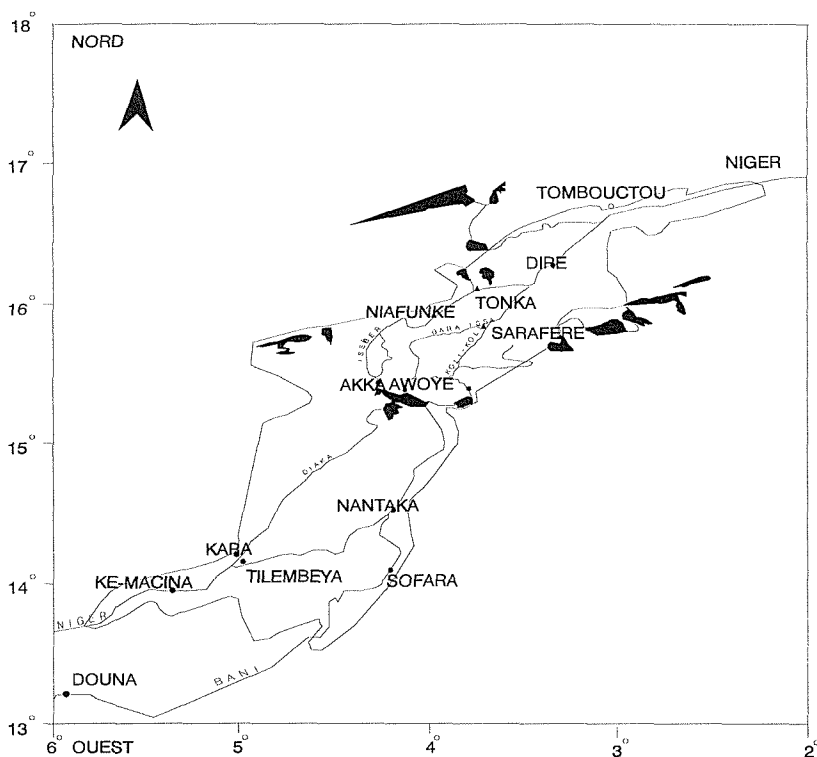 18°
NORD
17°
NIGER
TOMBOUCTOU
DIRE
16°
TONKA
NIAFUNKE
BARA ISSA
SARAFERE
ISEBER
KOLI-KOLI
AKKA AWOYE
15°
DIAKA
NANTAKA
KARA
14°
KE-MACINA
TILEMBEYA
SOFARA
NIGER
BANI
DOUNA
13°
6° OUEST 5° 4° 3° 2°